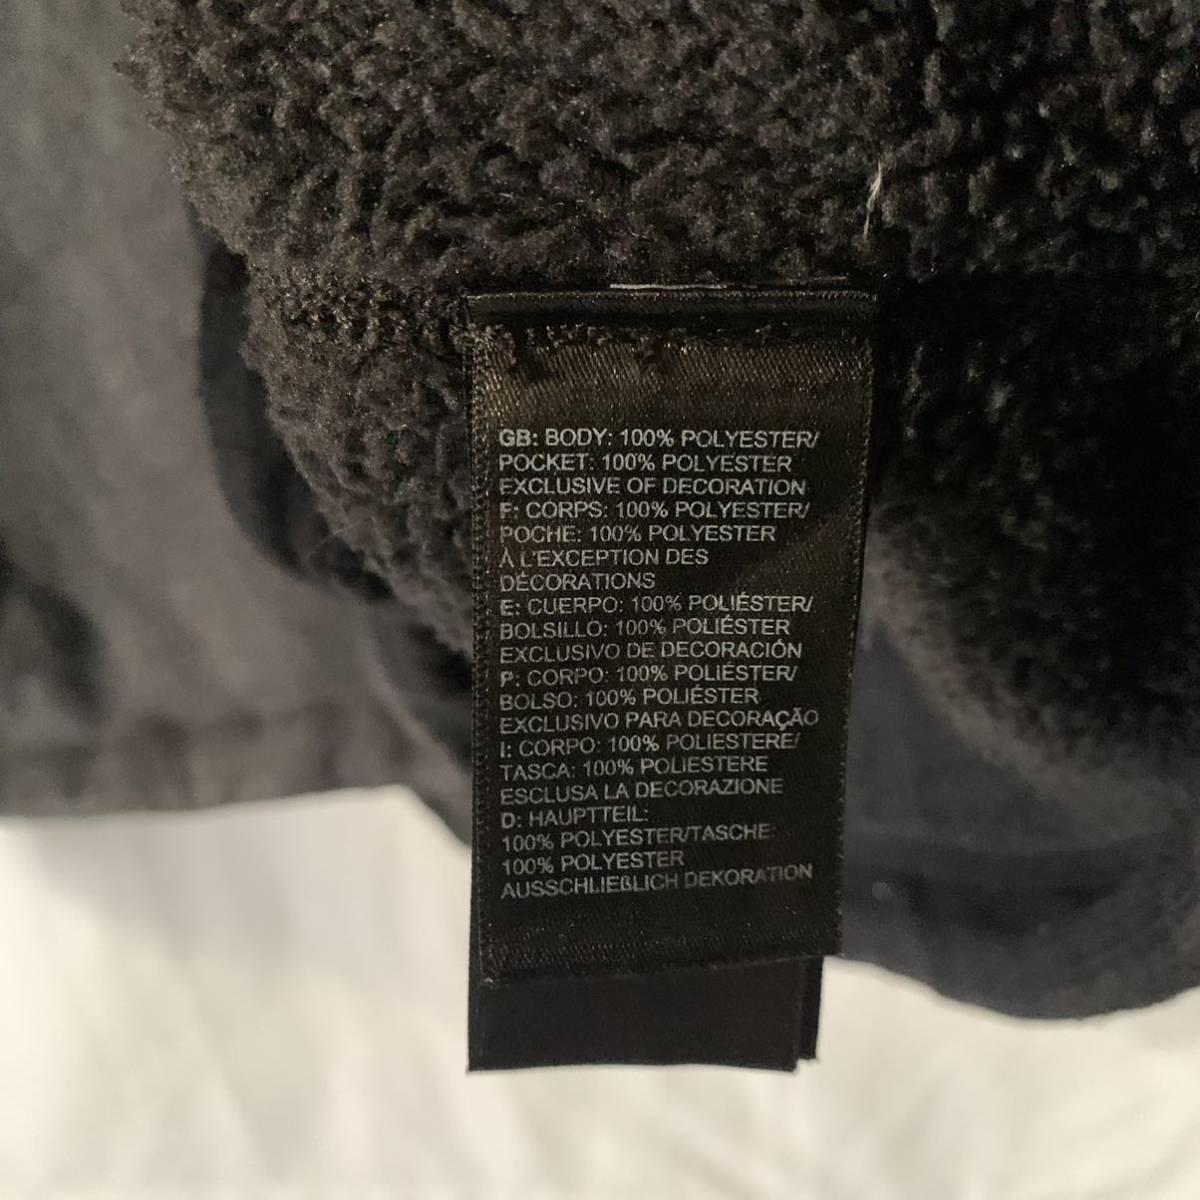 GB: BODY: 100% POLYESTER/
POCKET: 100% POLYESTER
EXCLUSIVE OF DECORATION
F: CORPS: 100% POLYESTER/
POCHE: 100% POLYESTER
À L'EXCEPTION DES
DÉCORATIONS
E: CUERPO: 100% POLIÉSTER/
BOLSILLO: 100% POLIÉSTER
EXCLUSIVO DE DECORACIÓN
P: CORPO: 100% POLIÉSTER/
BOLSO: 100% POLIÉSTER
EXCLUSIVO PARA DECORAÇÃO
I: CORPO: 100% POLIESTERE/
TASCA: 100% POLIESTERE
ESCLUSA LA DECORAZIONE
D: HAUPTTEIL:
100% POLYESTER/TASCHE:
100% POLYESTER
AUSSCHLIEßLICH DEKORATION